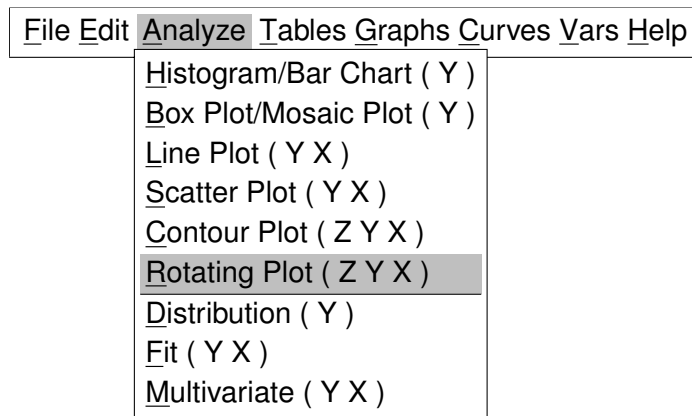 File Edit Analyze Tables Graphs Curves Vars Help
Histogram/Bar Chart ( Y )
Box Plot/Mosaic Plot ( Y )
Line Plot ( Y X )
Scatter Plot ( Y X )
Contour Plot ( Z Y X )
Rotating Plot ( Z Y X )
Distribution ( Y )
Fit ( Y X )
Multivariate ( Y X )